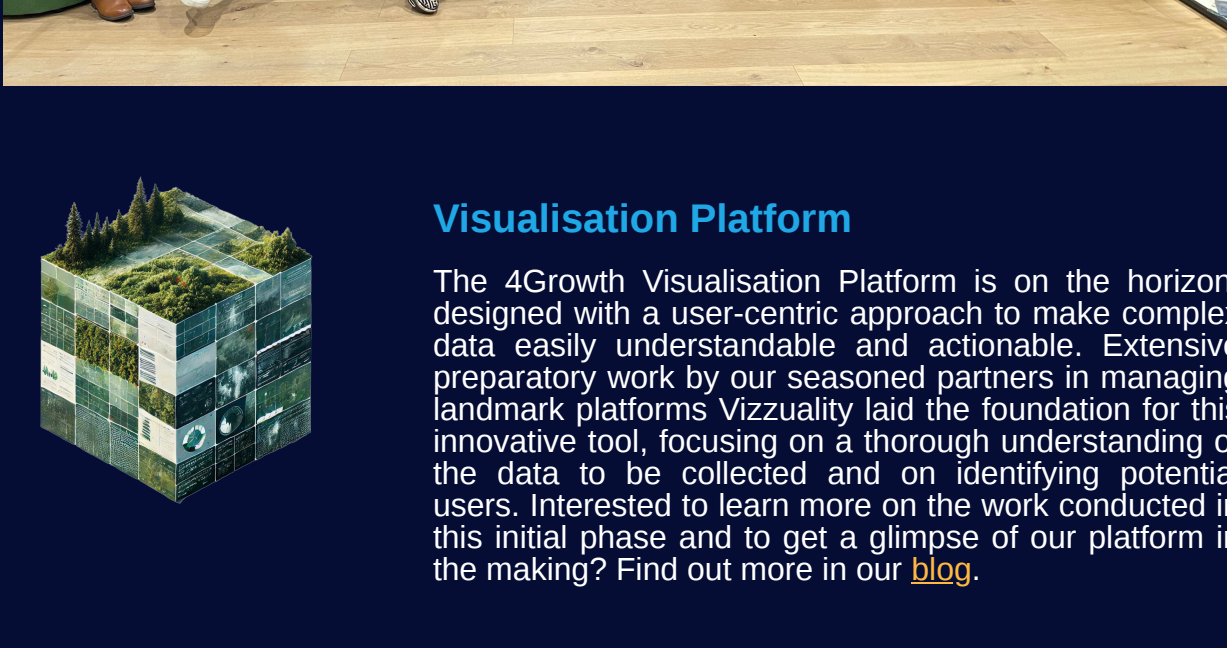 Visualisation Platform
The 4Growth Visualisation Platform is on the horizon
designed with a user-centric approach to make complex
data easily understandable and actionable. Extensive
preparatory work by our seasoned partners in managing
landmark platforms Vizzuality laid the foundation for this
innovative tool, focusing on a thorough understanding of
the data to be collected and on identifying potential
users. Interested to learn more on the work conducted in
this initial phase and to get a glimpse of our platform in
the making? Find out more in our blog.